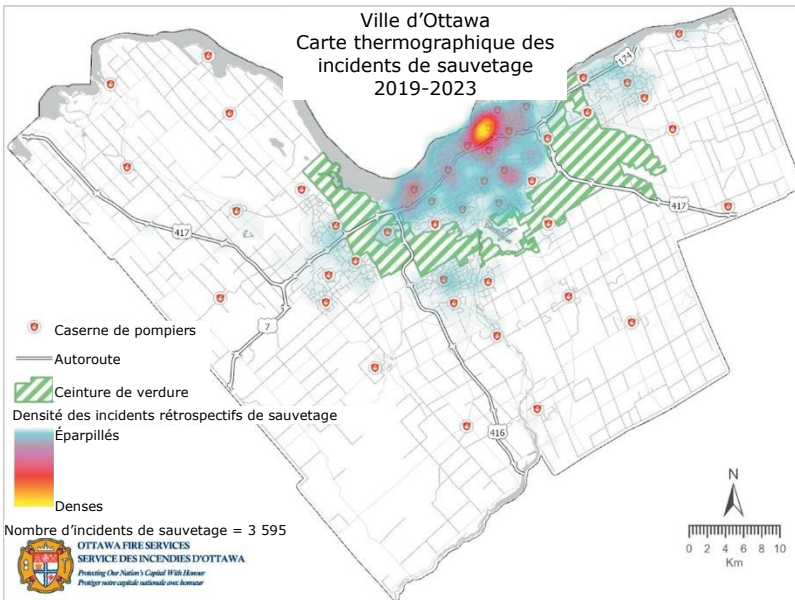 Ville d'Ottawa
Carte thermographique des
incidents de sauvetage
2019-2023
174
417
417
7
416
Caserne de pompiers
Autoroute
Ceinture de verdure
Densité des incidents rétrospectifs de sauvetage
Éparpillés
Denses
Nombre d'incidents de sauvetage = 3 595
OTTAWA FIRE SERVICES
SERVICE DES INCENDIES D'OTTAWA
Protecting Our Nation's Capital With Honour
Protéger notre capitale nationale avec honneur
N
0 2 4 6 8 10
Km